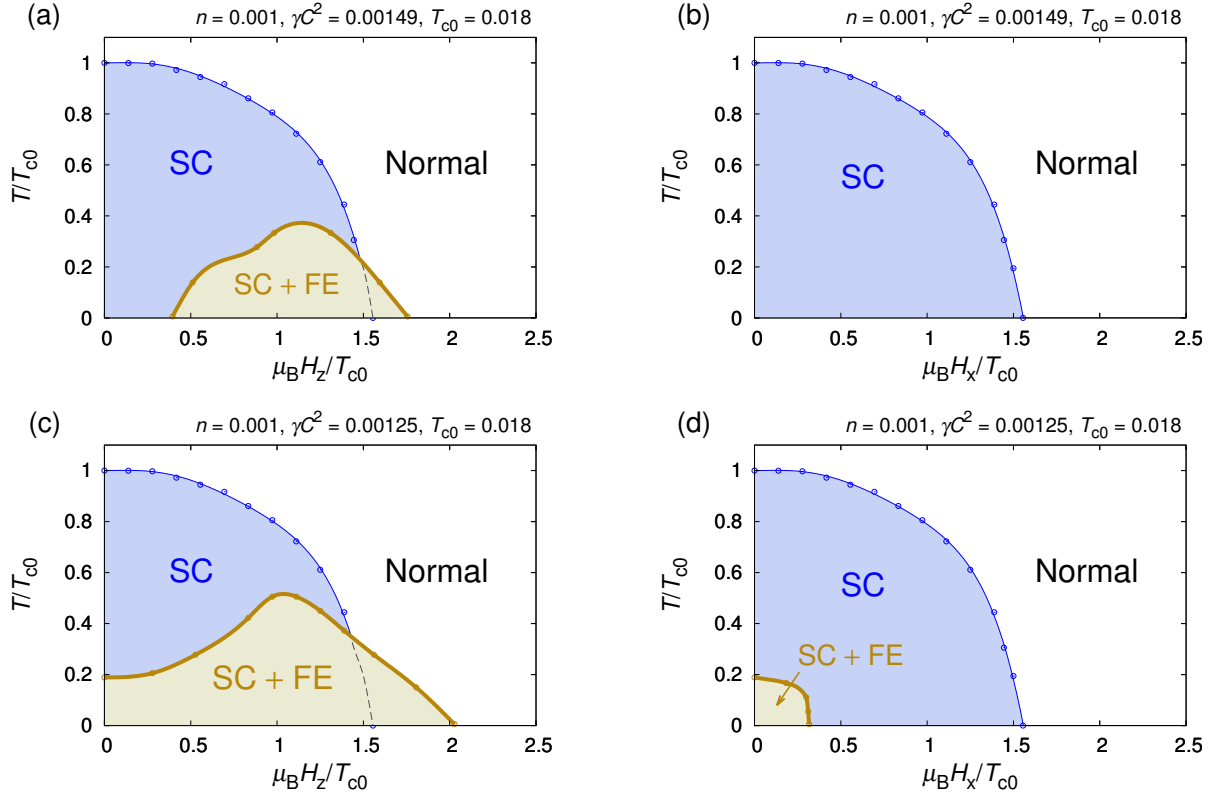 (a)
n = 0.001, γC² = 0.00149, T_c0 = 0.018
T/T_c0
1
0.8
0.6
0.4
0.2
0
SC
Normal
SC + FE
0 0.5 1 1.5 2 2.5
μ_B H_z/T_c0
(b)
n = 0.001, γC² = 0.00149, T_c0 = 0.018
T/T_c0
1
0.8
0.6
0.4
0.2
0
SC
Normal
0 0.5 1 1.5 2 2.5
μ_B H_x/T_c0
(c)
n = 0.001, γC² = 0.00125, T_c0 = 0.018
T/T_c0
1
0.8
0.6
0.4
0.2
0
SC
Normal
SC + FE
0 0.5 1 1.5 2 2.5
μ_B H_z/T_c0
(d)
n = 0.001, γC² = 0.00125, T_c0 = 0.018
T/T_c0
1
0.8
0.6
0.4
0.2
0
SC
Normal
SC + FE
0 0.5 1 1.5 2 2.5
μ_B H_x/T_c0